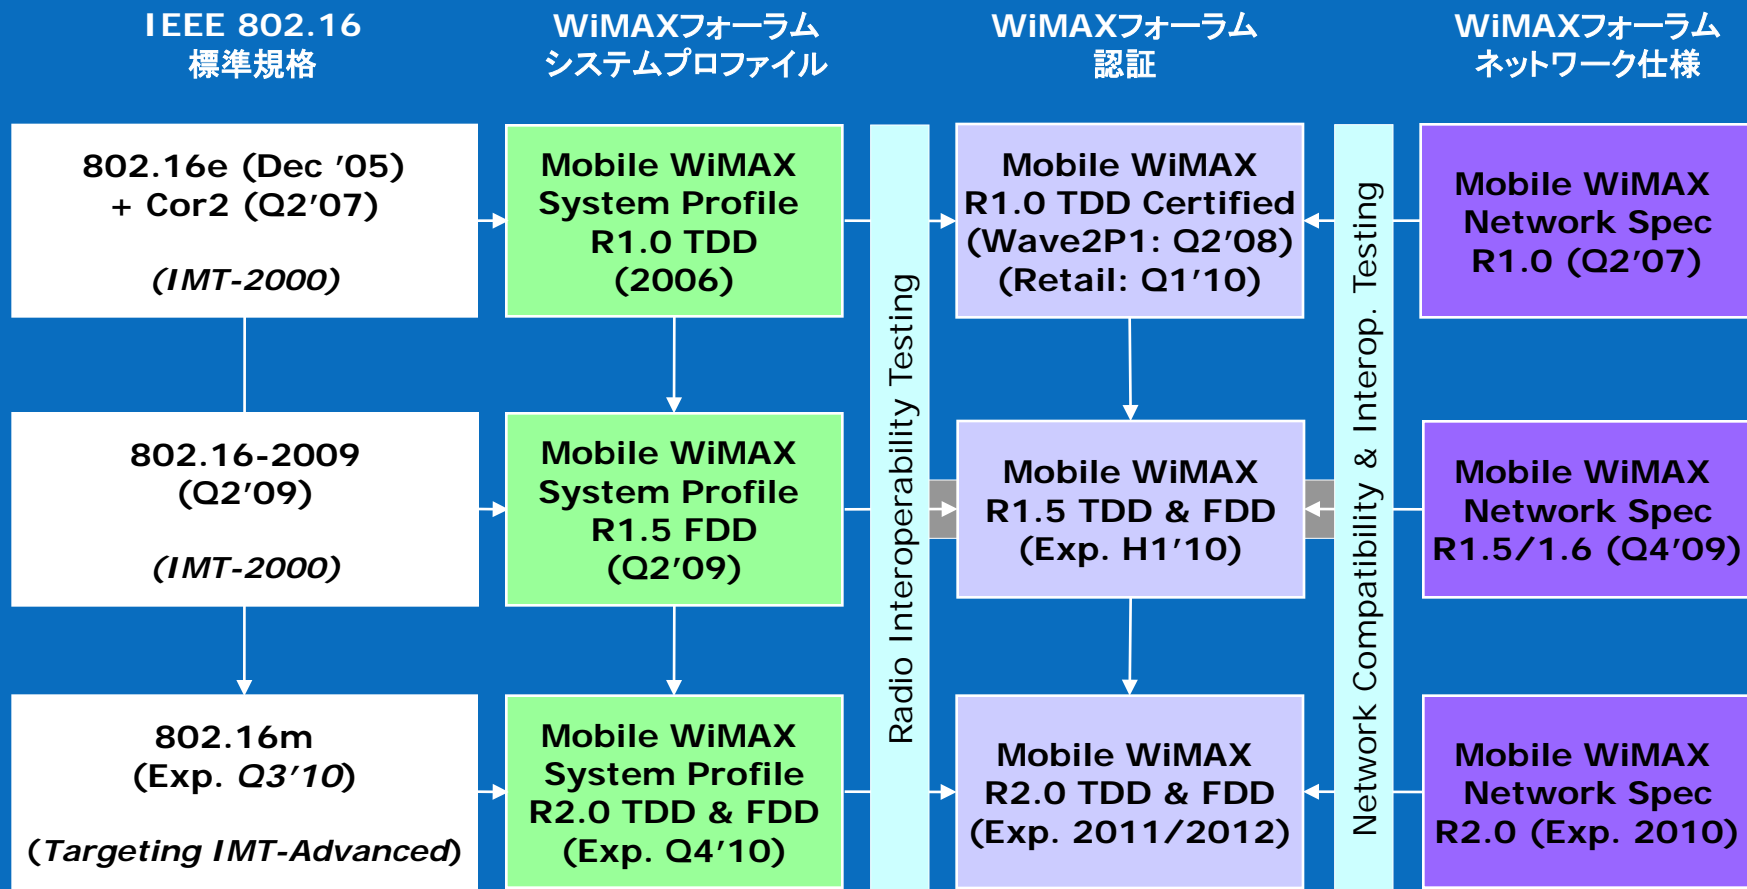 IEEE 802.16
標準規格
WiMAXフォーラム
システムプロファイル
WiMAXフォーラム
認証
WiMAXフォーラム
ネットワーク仕様
802.16e (Dec '05)
+ Cor2 (Q2'07)
(IMT-2000)
Mobile WiMAX
System Profile
R1.0 TDD
(2006)
Radio Interoperability Testing
Mobile WiMAX
R1.0 TDD Certified
(Wave2P1: Q2'08)
(Retail: Q1'10)
Network Compatibility & Interop. Testing
Mobile WiMAX
Network Spec
R1.0 (Q2'07)
802.16-2009
(Q2'09)
(IMT-2000)
Mobile WiMAX
System Profile
R1.5 FDD
(Q2'09)
Mobile WiMAX
R1.5 TDD & FDD
(Exp. H1'10)
Mobile WiMAX
Network Spec
R1.5/1.6 (Q4'09)
802.16m
(Exp. Q3'10)
(Targeting IMT-Advanced)
Mobile WiMAX
System Profile
R2.0 TDD & FDD
(Exp. Q4'10)
Mobile WiMAX
R2.0 TDD & FDD
(Exp. 2011/2012)
Mobile WiMAX
Network Spec
R2.0 (Exp. 2010)